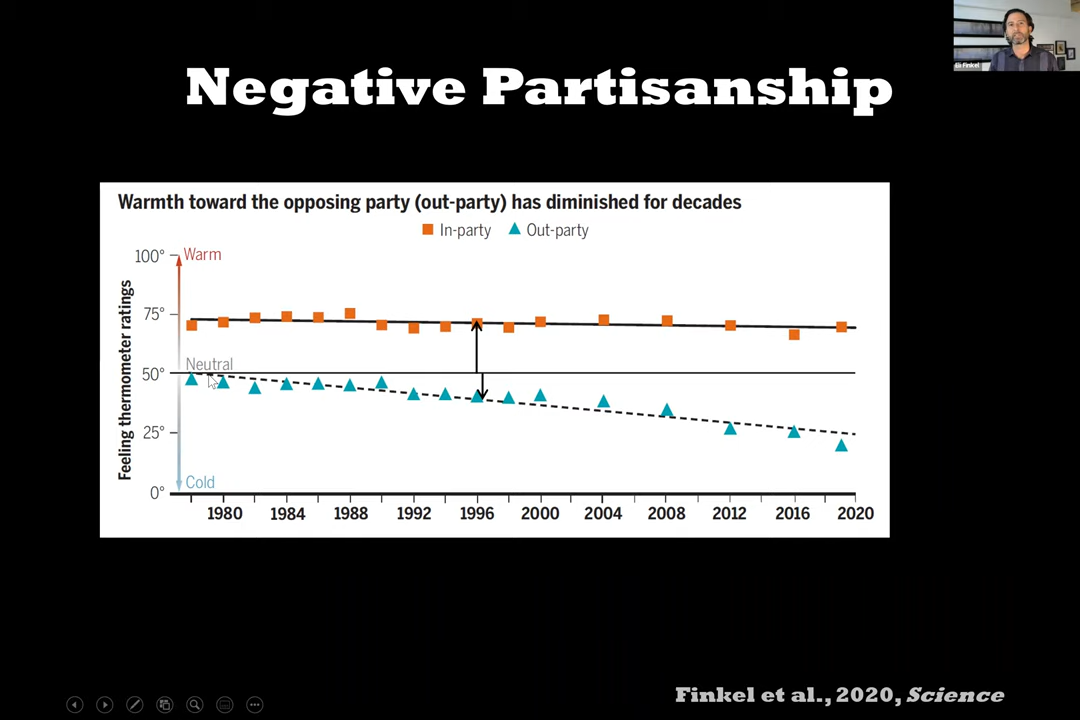 Eli Finkel
Negative Partisanship
Warmth toward the opposing party (out-party) has diminished for decades
In-party Out-party
100° Warm
75°
Neutral
50°
25°
Cold
0°
Feeling thermometer ratings
1980 1984 1988 1992 1996 2000 2004 2008 2012 2016 2020
Finkel et al., 2020, Science